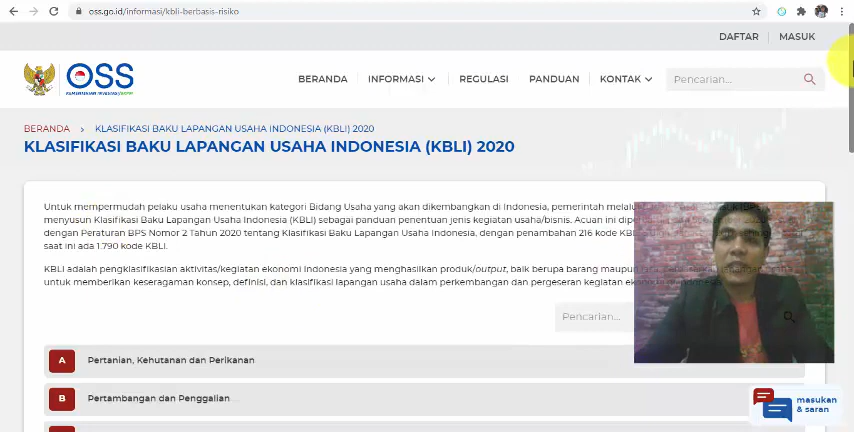 oss.go.id/informasi/kbli-berbasis-risiko
DAFTAR MASUK
OSS
BERANDA INFORMASI REGULASI PANDUAN KONTAK Pencarian...
BERANDA > KLASIFIKASI BAKU LAPANGAN USAHA INDONESIA (KBLI) 2020
KLASIFIKASI BAKU LAPANGAN USAHA INDONESIA (KBLI) 2020
Untuk mempermudah pelaku usaha menentukan kategori Bidang Usaha yang akan dikembangkan di Indonesia, pemerintah
menyusun Klasifikasi Baku Lapangan Usaha Indonesia (KBLI) sebagai panduan penentuan jenis kegiatan usaha/bisnis. Acuan ini
dengan Peraturan BPS Nomor 2 Tahun 2020 tentang Klasifikasi Baku Lapangan Usaha Indonesia, dengan penambahan 216 kode
saat ini ada 1.790 kode KBLI.
KBLI adalah pengklasifikasian aktivitas/kegiatan ekonomi Indonesia yang menghasilkan produk/output, baik berupa barang maupun
untuk memberikan keseragaman konsep, definisi, dan klasifikasi lapangan usaha dalam perkembangan dan pergeseran kegiatan
Pencarian...
A Pertanian, Kehutanan dan Perikanan
B Pertambangan dan Penggalian
masukan
& saran